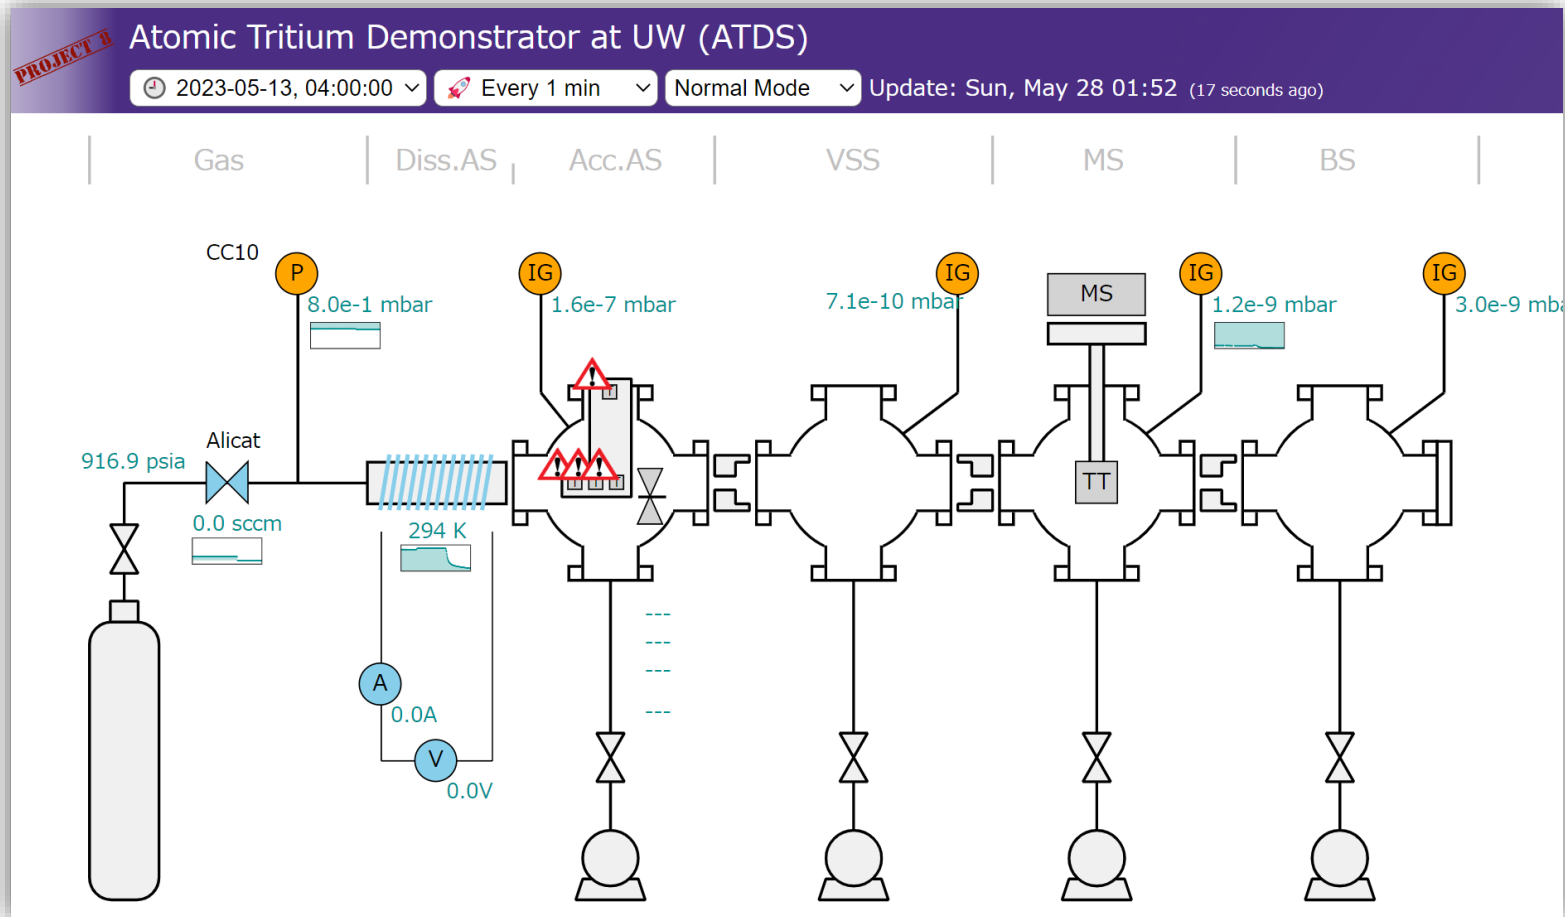 PROJECT 8
Atomic Tritium Demonstrator at UW (ATDS)
2023-05-13, 04:00:00
Every 1 min
Normal Mode
Update: Sun, May 28 01:52 (17 seconds ago)
Gas
Diss.AS
Acc.AS
VSS
MS
BS
CC10
P
IG
IG
MS
IG
IG
8.0e-1 mbar
1.6e-7 mbar
7.1e-10 mbar
1.2e-9 mbar
3.0e-9 mba
Alicat
916.9 psia
TT
0.0 sccm
294 K
---
---
---
---
A
0.0A
V
0.0V